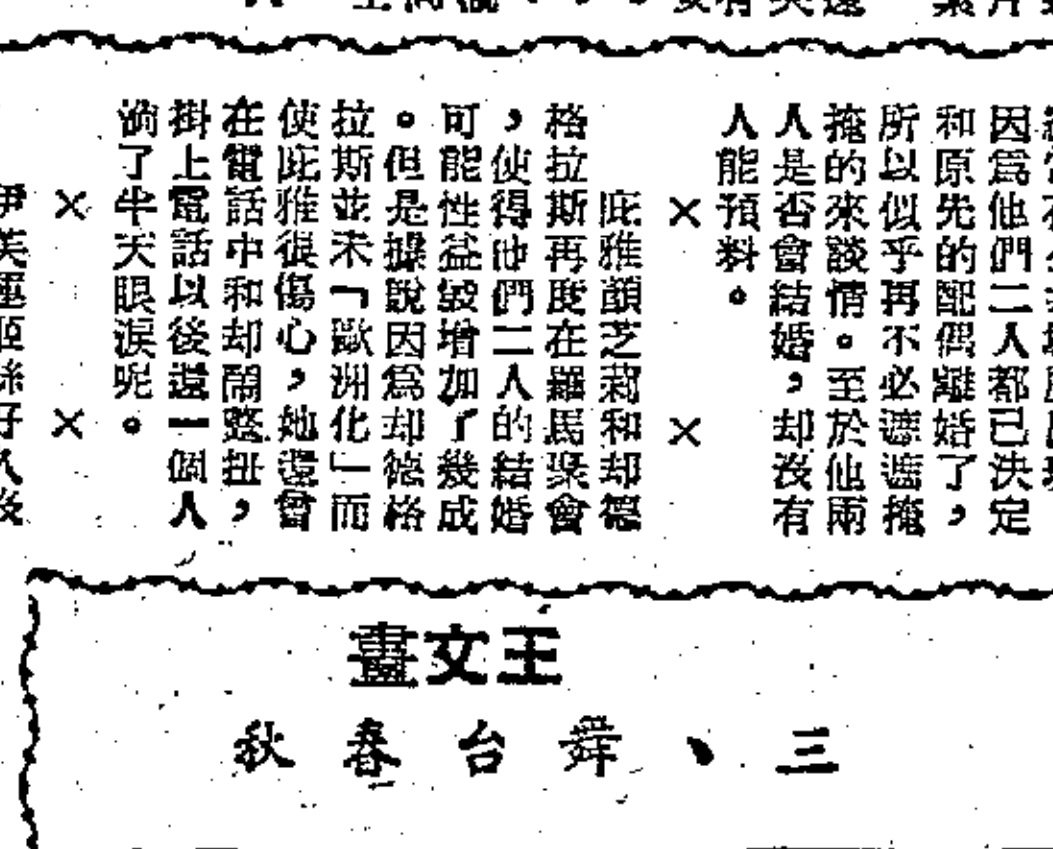 因爲他們二人都已決定
和原先的配偶離婚了，
所以似乎再不必遮遮掩
掩的來談情。至於他兩
人是否會結婚，却沒有
人能預料。
×　×
庇雅顏芝莉和却德
格拉斯再度在羅馬聚會
，使得他們二人的結婚
可能性益發增加了幾成
。但是據說因爲却德格
拉斯並未「歐洲化」而
使庇雅很傷心，她還曾
在電話中和却鬧蹩扭，
掛上電話以後還一個人
淌了半天眼淚呢。
×　×
王文畫
三、舞台春秋